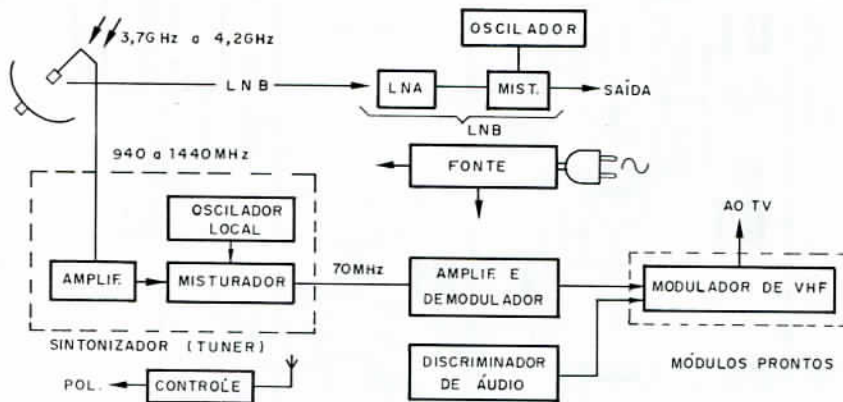 3,7GHz a 4,2GHz
OSCILADOR
LNB
LNA
MIST.
SAÍDA
LNB
940 a 1440MHz
FONTE
OSCILADOR
LOCAL
AO TV
AMPLIF.
MISTURADOR
70MHz
AMPLIF. E
DEMODULADOR
MODULADOR DE VHF
SINTONIZADOR (TUNER)
DISCRIMINADOR
DE ÁUDIO
MÓDULOS PRONTOS
POL.
CONTROLE